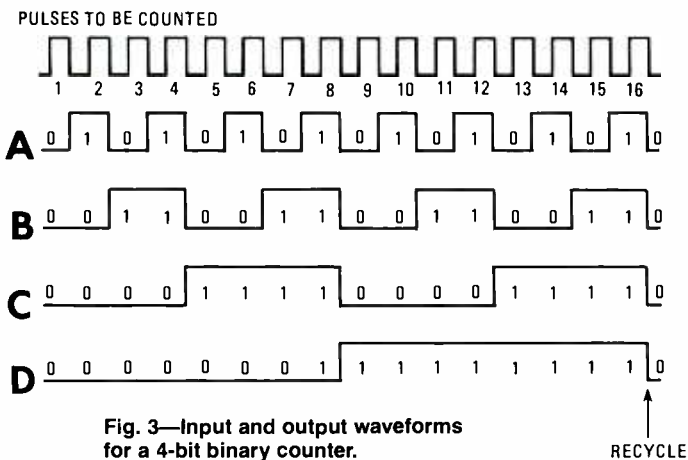 PULSES TO BE COUNTED
1 2 3 4 5 6 7 8 9 10 11 12 13 14 15 16
A 0 1 0 1 0 1 0 1 0 1 0 1 0 1 0 1 0
B 0 0 1 1 0 0 1 1 0 0 1 1 0 0 1 1 0
C 0 0 0 0 1 1 1 1 0 0 0 0 1 1 1 1 0
D 0 0 0 0 0 0 0 1 1 1 1 1 1 1 1 1 0
Fig. 3—Input and output waveforms
for a 4-bit binary counter.
RECYCLE